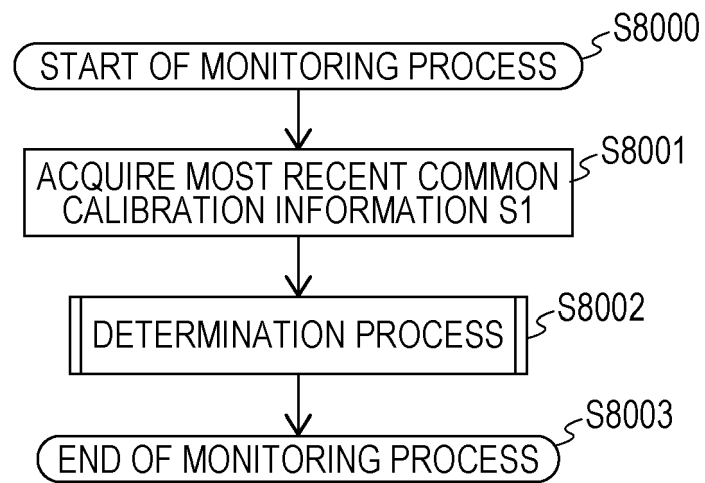 S8000
START OF MONITORING PROCESS
S8001
ACQUIRE MOST RECENT COMMON
CALIBRATION INFORMATION S1
S8002
DETERMINATION PROCESS
S8003
END OF MONITORING PROCESS